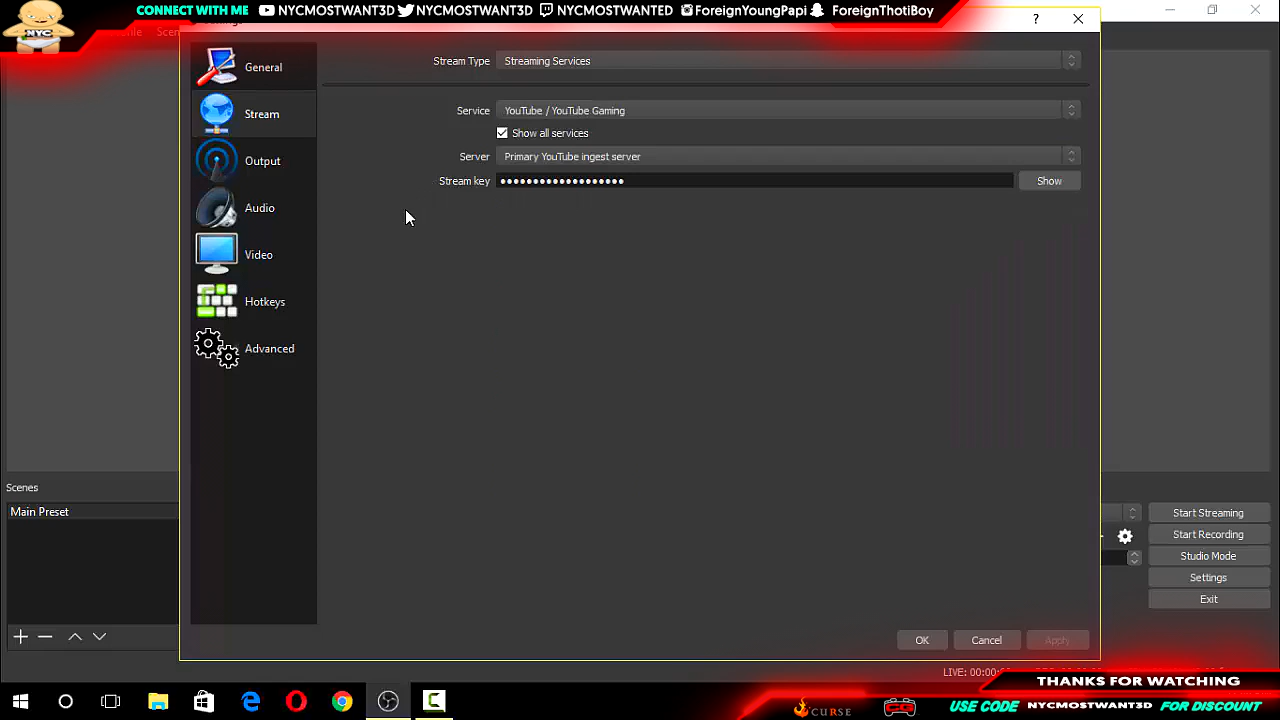 CONNECT WITH ME NYCMOSTWANT3D NYCMOSTWANT3D NYCMOSTWANTED @ForeignYoungPapi ForeignThotiBoy
NYC
General
Stream
Output
Audio
Video
Hotkeys
Advanced
Stream Type Streaming Services
Service YouTube / YouTube Gaming
Show all services
Server Primary YouTube ingest server
Stream key ●●●●●●●●●●●●●●●●●●● Show
Scenes
Main Preset
Start Streaming
Start Recording
Studio Mode
Settings
Exit
OK Cancel Apply
THANKS FOR WATCHING
CURSE CG USE CODE NYCMOSTWANT3D FOR DISCOUNT